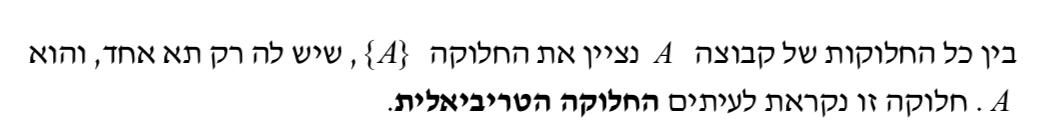 בין כל החלוקות של קבוצה A נציין את החלוקה {A}, שיש לה רק תא אחד, והוא
A. חלוקה זו נקראת לעיתים החלוקה הטריביאלית.